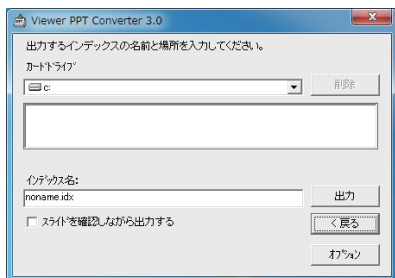 Viewer PPT Converter 3.0
出力するインデックスの名前と場所を入力してください。
カードドライブ
c:
削除
インデックス名:
noname.idx
出力
スライドを確認しながら出力する
< 戻る
オプション